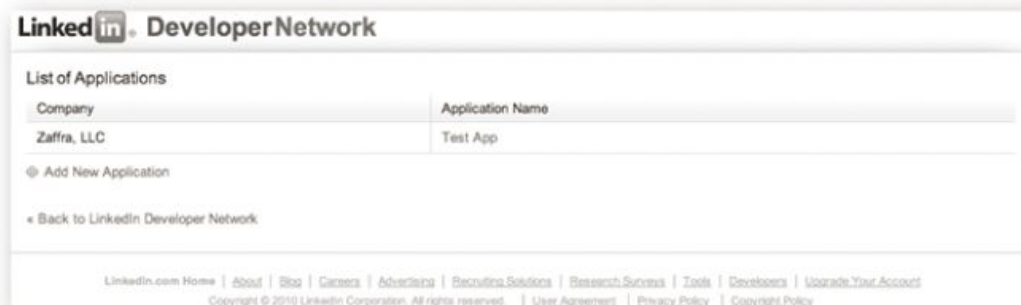 Linked in. Developer Network
List of Applications
Company Application Name
Zaffra, LLC Test App
Add New Application
« Back to LinkedIn Developer Network
LinkedIn.com Home | About | Blog | Careers | Advertising | Recruiting Solutions | Research Surveys | Tools | Developers | Upgrade Your Account
Copyright © 2010 LinkedIn Corporation. All rights reserved. | User Agreement | Privacy Policy | Copyright Policy